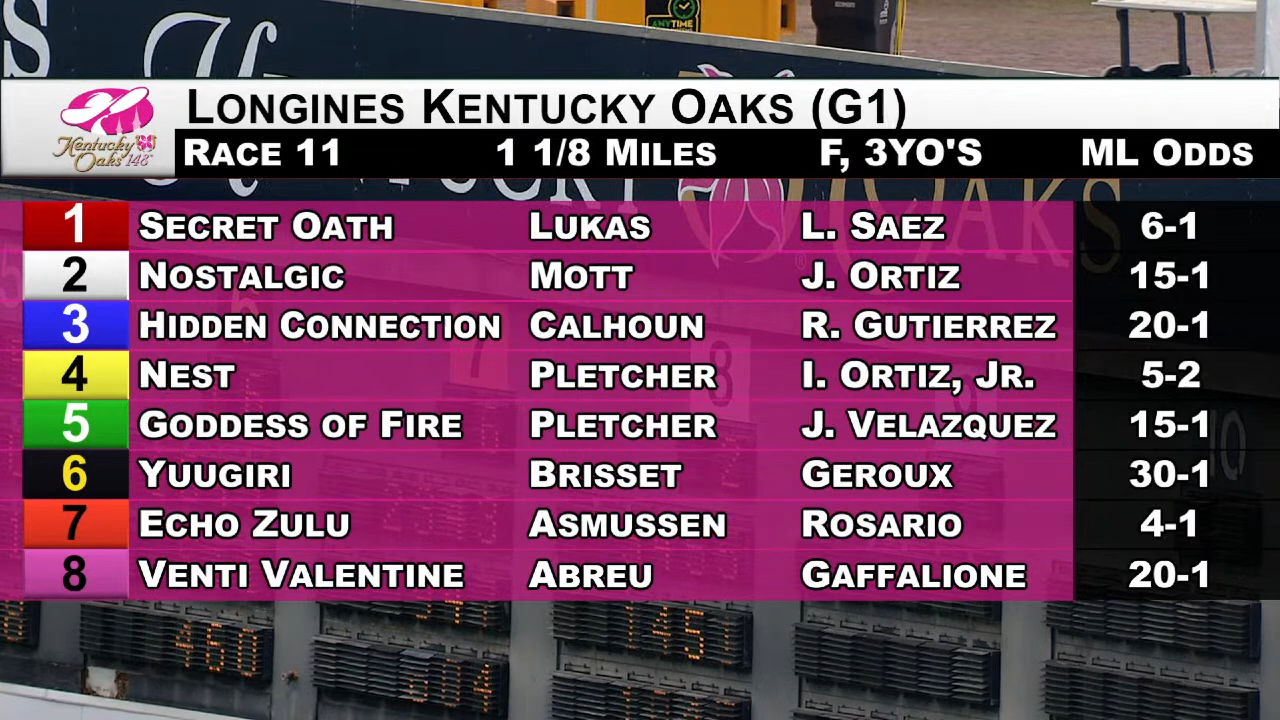 ANYTIME
LONGINES KENTUCKY OAKS (G1)
Kentucky
Oaks 148
RACE 11 1 1/8 MILES F, 3YO'S ML ODDS
1 SECRET OATH LUKAS L. SAEZ 6-1
2 NOSTALGIC MOTT J. ORTIZ 15-1
3 HIDDEN CONNECTION CALHOUN R. GUTIERREZ 20-1
4 NEST PLETCHER I. ORTIZ, JR. 5-2
5 GODDESS OF FIRE PLETCHER J. VELAZQUEZ 15-1
6 YUUGIRI BRISSET GEROUX 30-1
7 ECHO ZULU ASMUSSEN ROSARIO 4-1
8 VENTI VALENTINE ABREU GAFFALIONE 20-1
460 1451